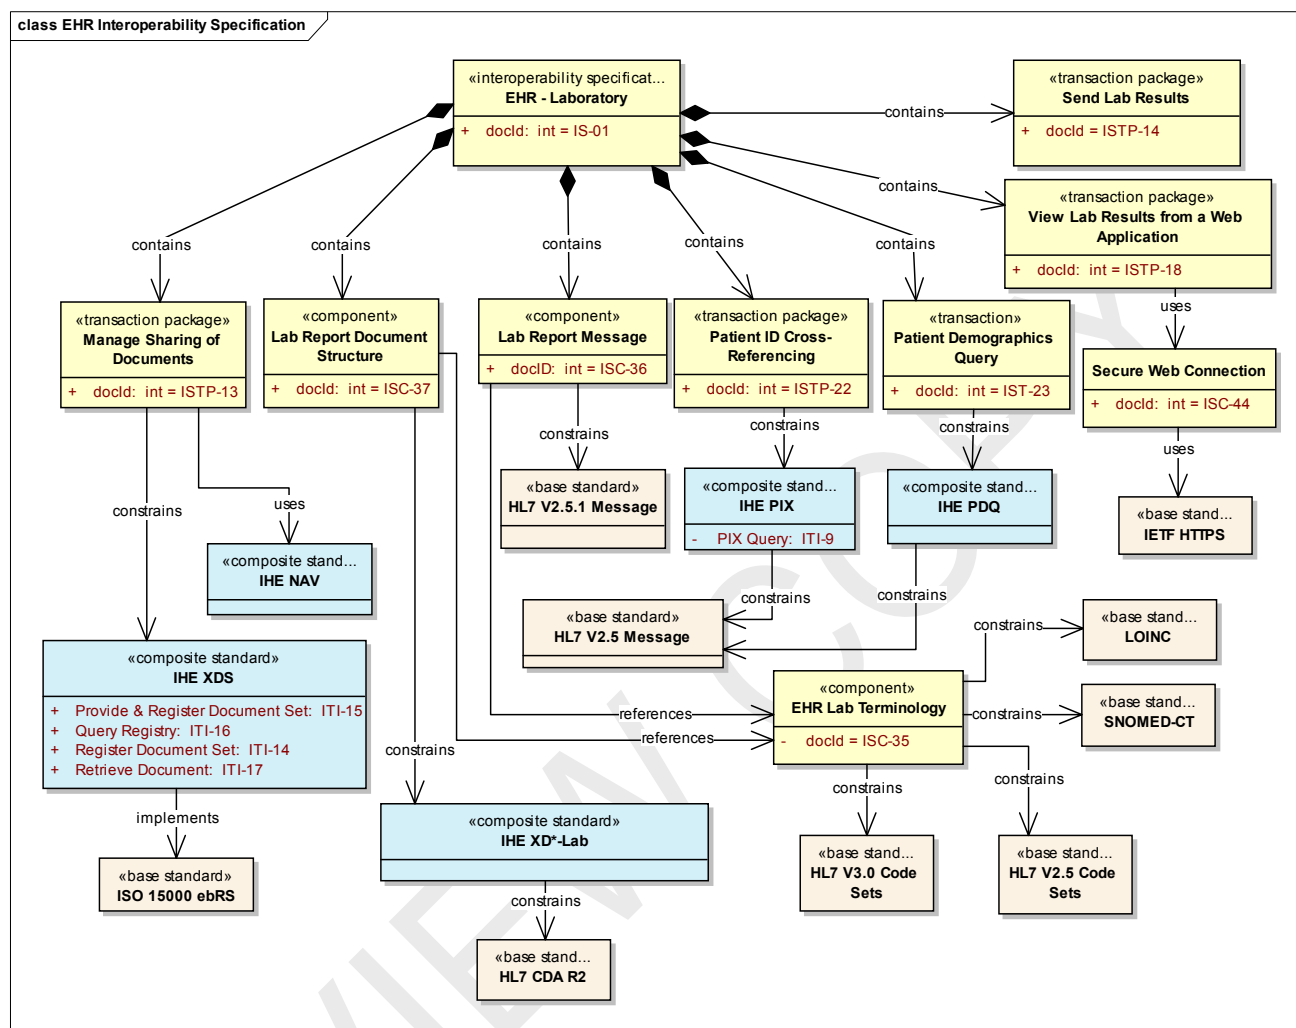 class EHR Interoperability Specification
«interoperability specificat...
EHR - Laboratory
+ docId: int = IS-01
«transaction package»
Send Lab Results
+ docId = ISTP-14
contains
contains
«transaction package»
View Lab Results from a Web
Application
+ docId: int = ISTP-18
contains
contains
contains
contains
contains
uses
«transaction package»
Manage Sharing of
Documents
+ docId: int = ISTP-13
«component»
Lab Report Document
Structure
+ docId: int = ISC-37
«component»
Lab Report Message
+ docID: int = ISC-36
«transaction package»
Patient ID Cross-
Referencing
+ docId: int = ISTP-22
«transaction»
Patient Demographics
Query
+ docId: int = IST-23
Secure Web Connection
+ docId: int = ISC-44
constrains
constrains
constrains
uses
«base standard»
HL7 V2.5.1 Message
«composite stand...
IHE PIX
- PIX Query: ITI-9
«composite stand...
IHE PDQ
«base stand...
IETF HTTPS
constrains
uses
«composite stand...
IHE NAV
constrains
constrains
«base standard»
HL7 V2.5 Message
«base stand...
LOINC
constrains
«composite standard»
IHE XDS
+ Provide & Register Document Set: ITI-15
+ Query Registry: ITI-16
+ Register Document Set: ITI-14
+ Retrieve Document: ITI-17
«component»
EHR Lab Terminology
- docId = ISC-35
references
references
constrains
«base stand...
SNOMED-CT
constrains
constrains
constrains
implements
«composite standard»
IHE XD*-Lab
«base standard»
ISO 15000 ebRS
«base stand...
HL7 V3.0 Code
Sets
«base stand...
HL7 V2.5 Code
Sets
constrains
«base stand...
HL7 CDA R2